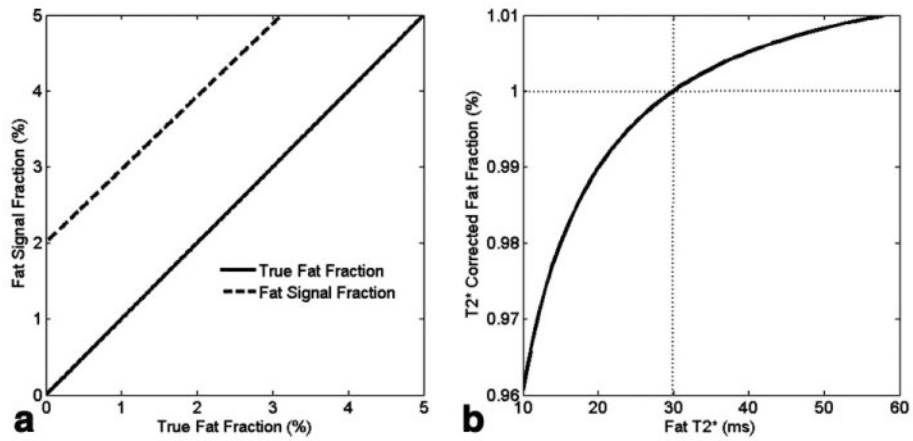 5
4
3
2
1
0
Fat Signal Fraction (%)
True Fat Fraction
Fat Signal Fraction
0 1 2 3 4 5
True Fat Fraction (%)
a
1.01
1
0.99
0.98
0.97
0.96
T2* Corrected Fat Fraction (%)
10 20 30 40 50 60
Fat T2* (ms)
b